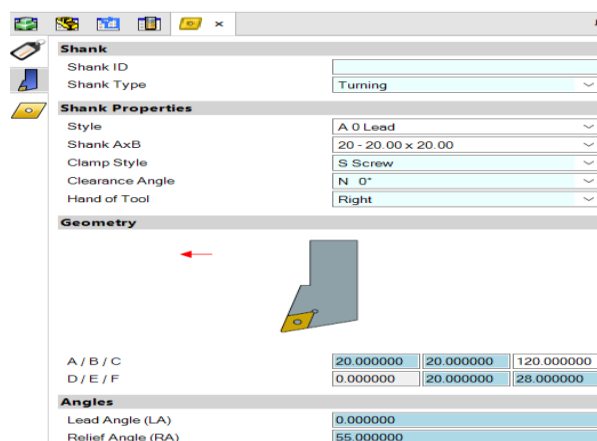 Shank
Shank ID
Shank Type Turning
Shank Properties
Style A 0 Lead
Shank AxB 20 - 20.00 x 20.00
Clamp Style S Screw
Clearance Angle N 0°
Hand of Tool Right
Geometry
A / B / C 20.000000 20.000000 120.000000
D / E / F 0.000000 20.000000 28.000000
Angles
Lead Angle (LA) 0.000000
Relief Angle (RA) 55.000000